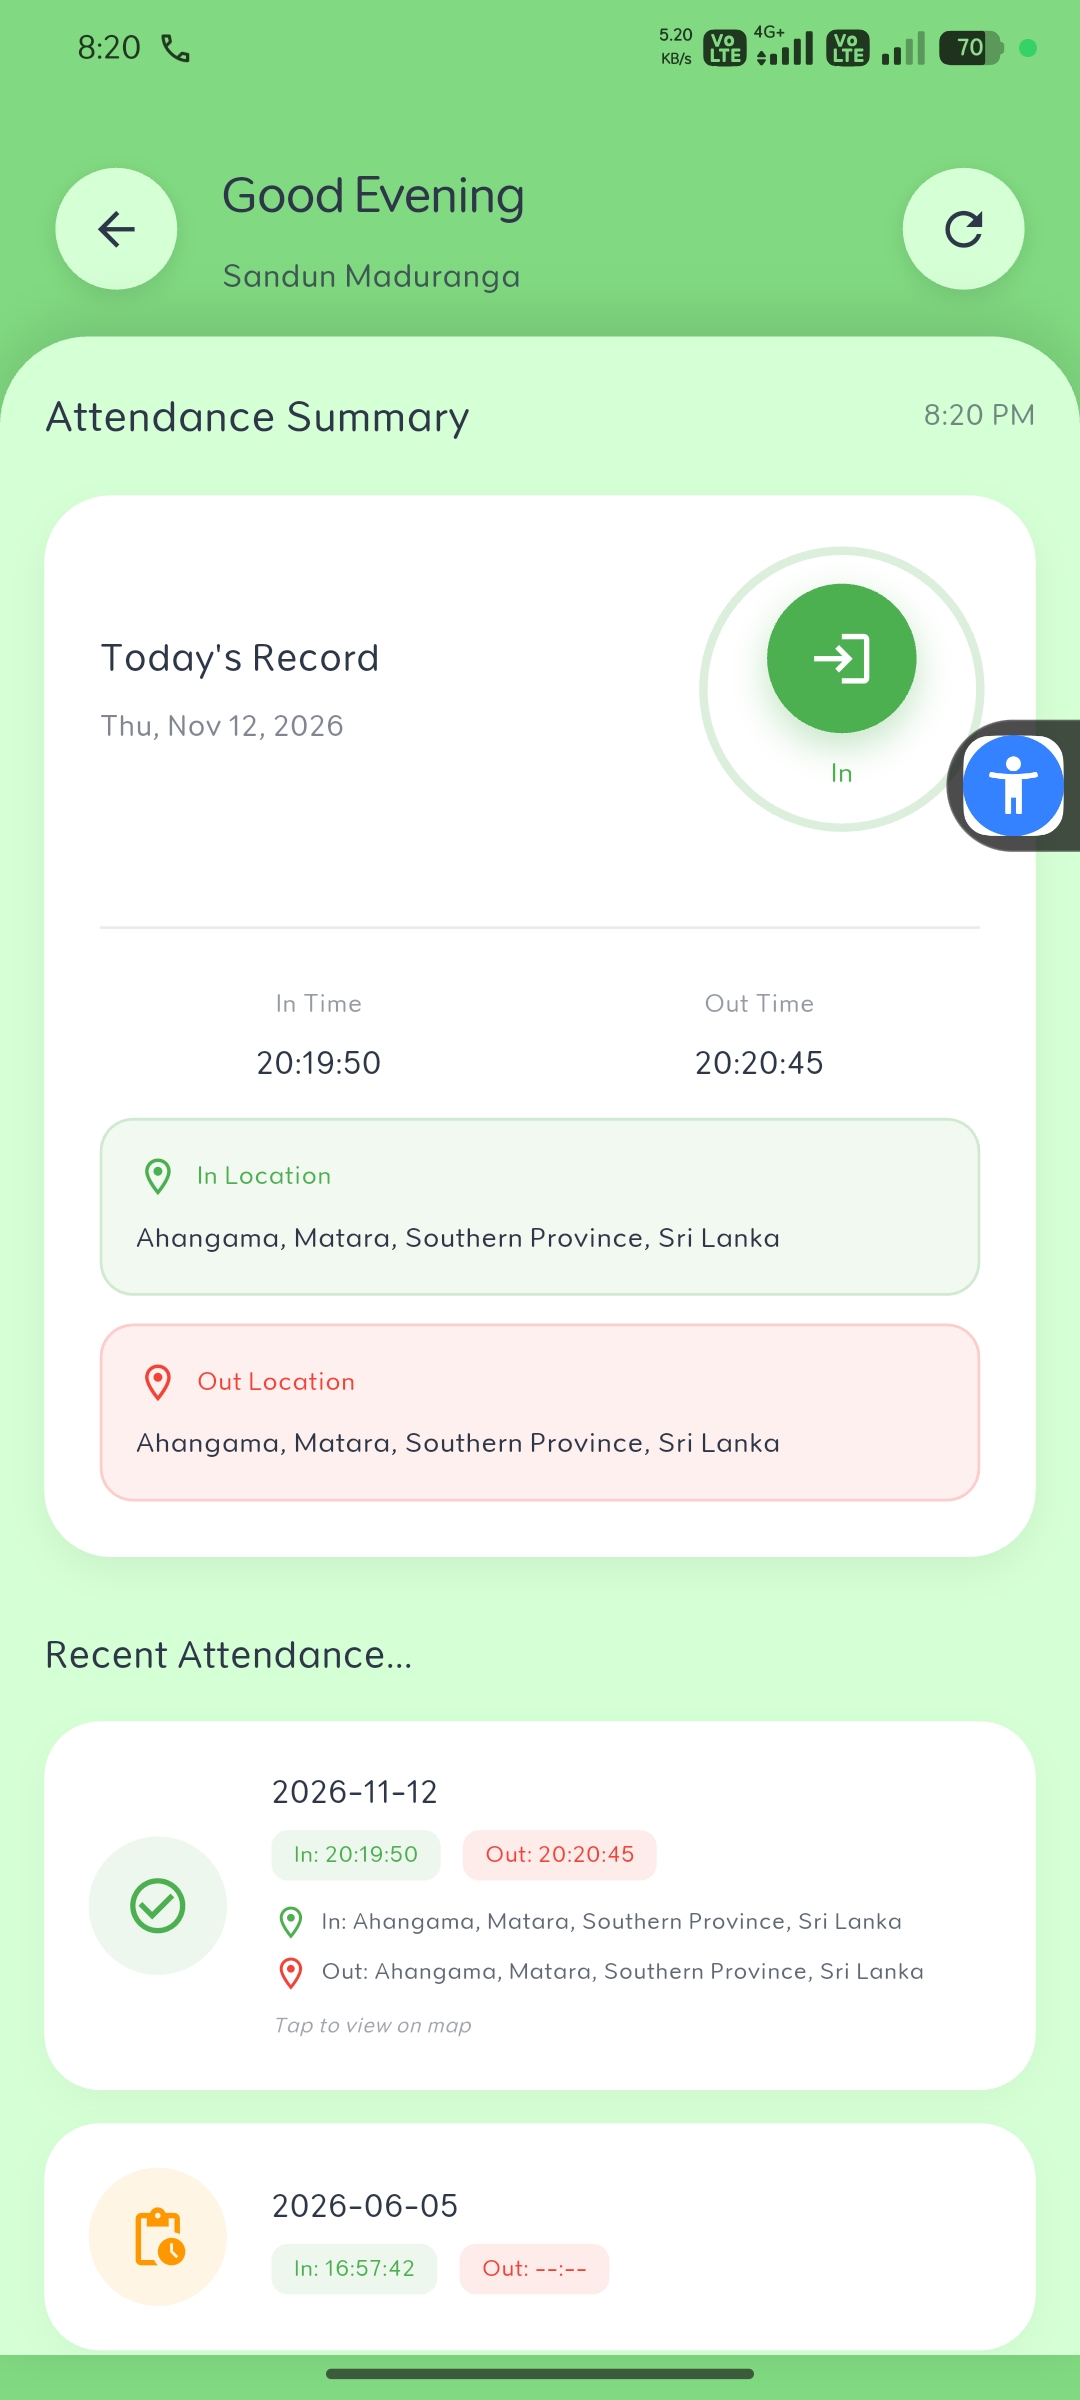 8:20
5.20 KB/s
Vo LTE
4G+
Vo LTE
70
Good Evening
Sandun Maduranga
Attendance Summary
8:20 PM
Today's Record
Thu, Nov 12, 2026
In
In Time
Out Time
20:19:50
20:20:45
In Location
Ahangama, Matara, Southern Province, Sri Lanka
Out Location
Ahangama, Matara, Southern Province, Sri Lanka
Recent Attendance...
2026-11-12
In: 20:19:50
Out: 20:20:45
In: Ahangama, Matara, Southern Province, Sri Lanka
Out: Ahangama, Matara, Southern Province, Sri Lanka
Tap to view on map
2026-06-05
In: 16:57:42
Out: --:--